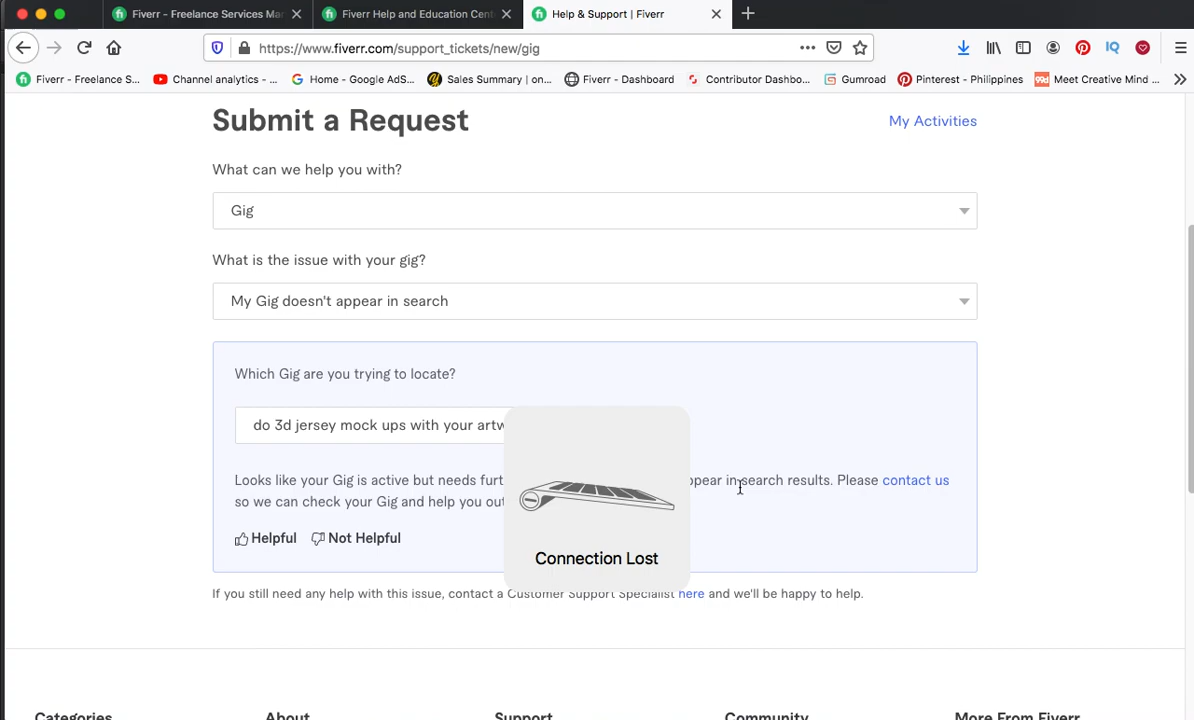 Fiverr - Freelance Services Mar
Fiverr Help and Education Cent
Help & Support | Fiverr
https://www.fiverr.com/support_tickets/new/gig
Fiverr - Freelance S...
Channel analytics - ...
Home - Google AdS...
Sales Summary | on...
Fiverr - Dashboard
Contributor Dashbo...
Gumroad
Pinterest - Philippines
99d
Meet Creative Mind ...
IQ
Submit a Request
My Activities
What can we help you with?
Gig
What is the issue with your gig?
My Gig doesn't appear in search
Which Gig are you trying to locate?
do 3d jersey mock ups with your artw
Looks like your Gig is active but needs furt ppear in search results. Please contact us
so we can check your Gig and help you out
Helpful
Not Helpful
Connection Lost
If you still need any help with this issue, contact a Customer Support Specialist here and we'll be happy to help.
Categories
About
Support
Community
More From Fiverr